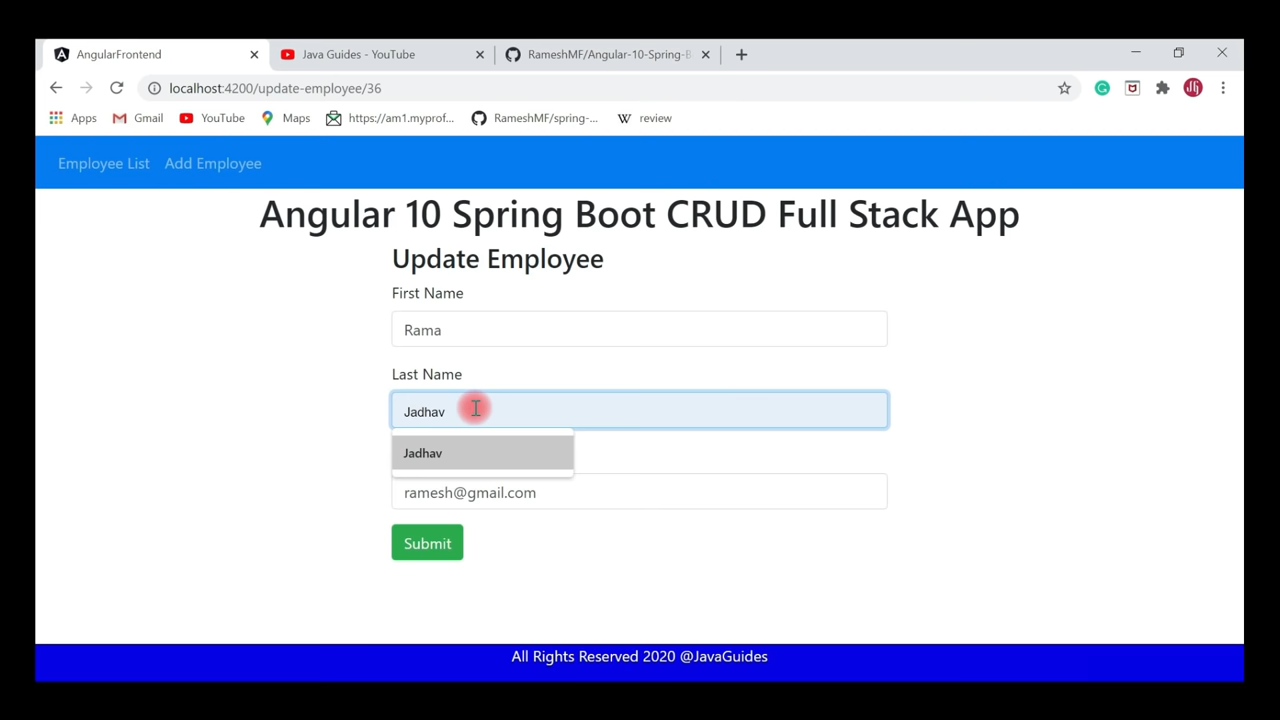 AngularFrontend
Java Guides - YouTube
RameshMF/Angular-10-Spring-B
localhost:4200/update-employee/36
Apps
Gmail
YouTube
Maps
https://am1.myprof...
RameshMF/spring-...
review
Employee List Add Employee
Angular 10 Spring Boot CRUD Full Stack App
Update Employee
First Name
Rama
Last Name
Jadhav
Jadhav
ramesh@gmail.com
Submit
All Rights Reserved 2020 @JavaGuides